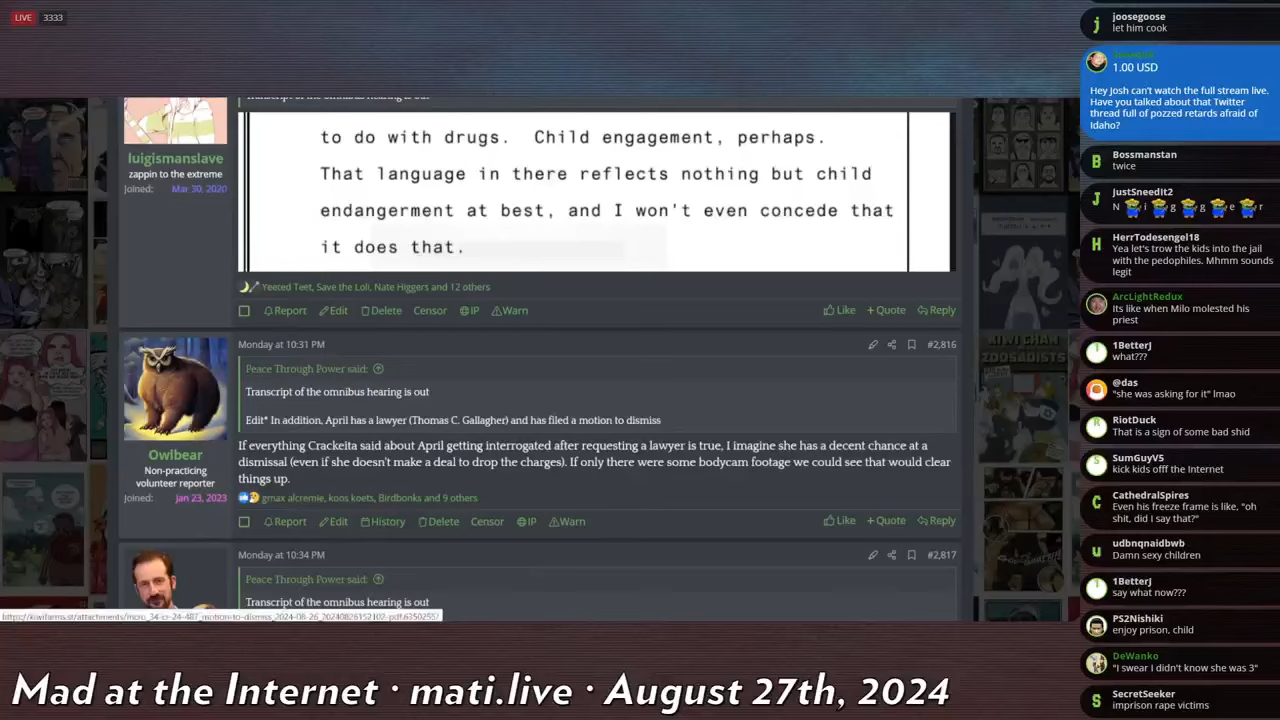 LIVE 3333
to do with drugs. Child engagement, perhaps.
That language in there reflects nothing but child
endangerment at best, and I won't even concede that
it does that.
luigismanslave
zappin to the extreme
Joined: Mar 30, 2020
Yeeted Teet, Save the Loli, Nate Higgers and 12 others
Report Edit Delete Censor IP Warn
Like + Quote Reply
Monday at 10:31 PM
#2,816
Peace Through Power said:
Transcript of the omnibus hearing is out
Edit* In addition, April has a lawyer (Thomas C. Gallagher) and has filed a motion to dismiss
Owlbear
Non-practicing
volunteer reporter
Joined: Jan 23, 2023
If everything Crackeita said about April getting interrogated after requesting a lawyer is true, I imagine she has a decent chance at a
dismissal (even if she doesn't make a deal to drop the charges). If only there were some bodycam footage we could see that would clear
things up.
gmax alcremie, koos koets, Birdbonks and 9 others
Report Edit History Delete Censor IP Warn
Like + Quote Reply
Monday at 10:34 PM
#2,817
Peace Through Power said:
Transcript of the omnibus hearing is out
KIWI CHAN
ZOOSADISTS
Mad at the Internet · mati.live · August 27th, 2024
joosegoose
let him cook
1.00 USD
Hey Josh can't watch the full stream live.
Have you talked about that Twitter
thread full of pozzed retards afraid of
Idaho?
Bossmanstan
twice
JustSneedIt2
N i g g e r
HerrTodesengel18
Yea let's trow the kids into the jail
with the pedophiles. Mhmm sounds
legit
ArcLightRedux
Its like when Milo molested his
priest
1BetterJ
what???
@das
"she was asking for it" lmao
RiotDuck
That is a sign of some bad shid
SumGuyV5
kick kids offf the Internet
CathedralSpires
Even his freeze frame is like, "oh
shit, did I say that?"
udbnqnaidbwb
Damn sexy children
1BetterJ
say what now???
PS2Nishiki
enjoy prison, child
DeWanko
"I swear I didn't know she was 3"
SecretSeeker
imprison rape victims